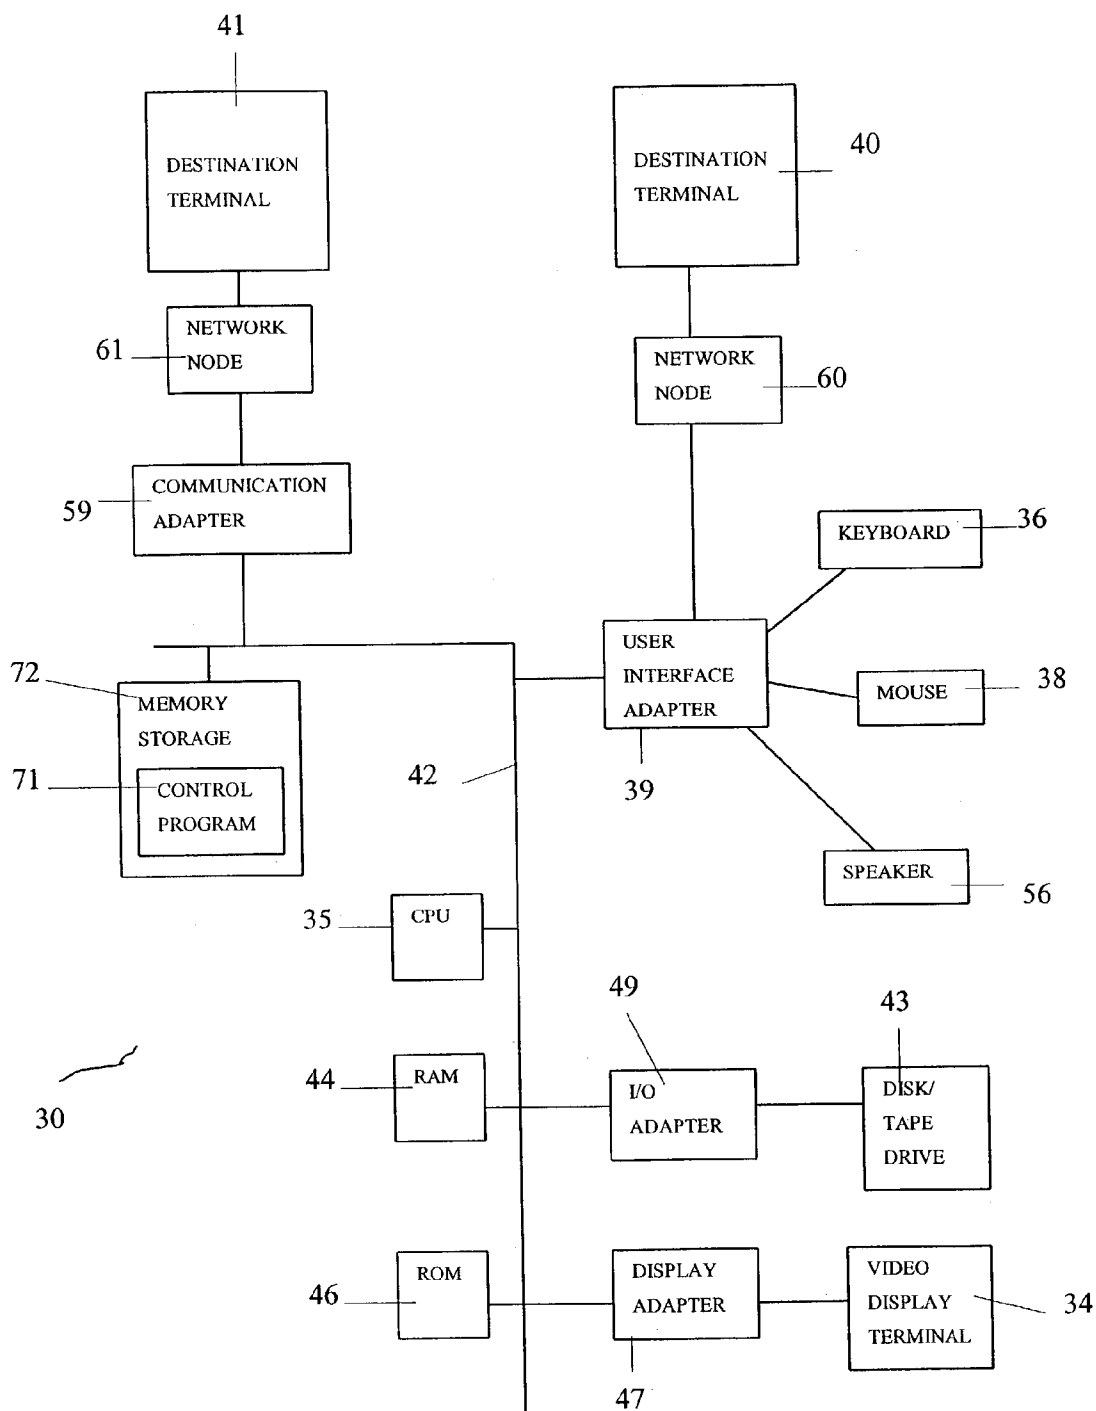 41
DESTINATION
TERMINAL
40
DESTINATION
TERMINAL
61
NETWORK
NODE
60
NETWORK
NODE
59
COMMUNICATION
ADAPTER
36
KEYBOARD
USER
INTERFACE
ADAPTER
39
MOUSE
38
SPEAKER
56
72
MEMORY
STORAGE
71
CONTROL
PROGRAM
42
35
CPU
49
43
44
RAM
I/O
ADAPTER
DISK/
TAPE
DRIVE
30
46
ROM
DISPLAY
ADAPTER
47
VIDEO
DISPLAY
TERMINAL
34